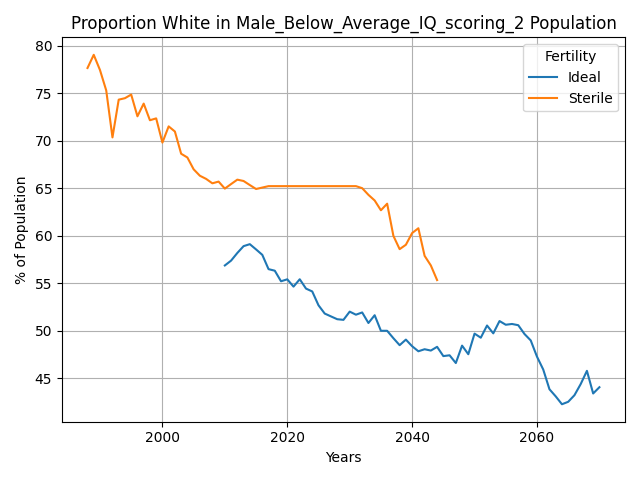 Proportion White in Male_Below_Average_IQ_scoring_2 Population
Fertility
Ideal
Sterile
% of Population
80
75
70
65
60
55
50
45
2000
2020
2040
2060
Years